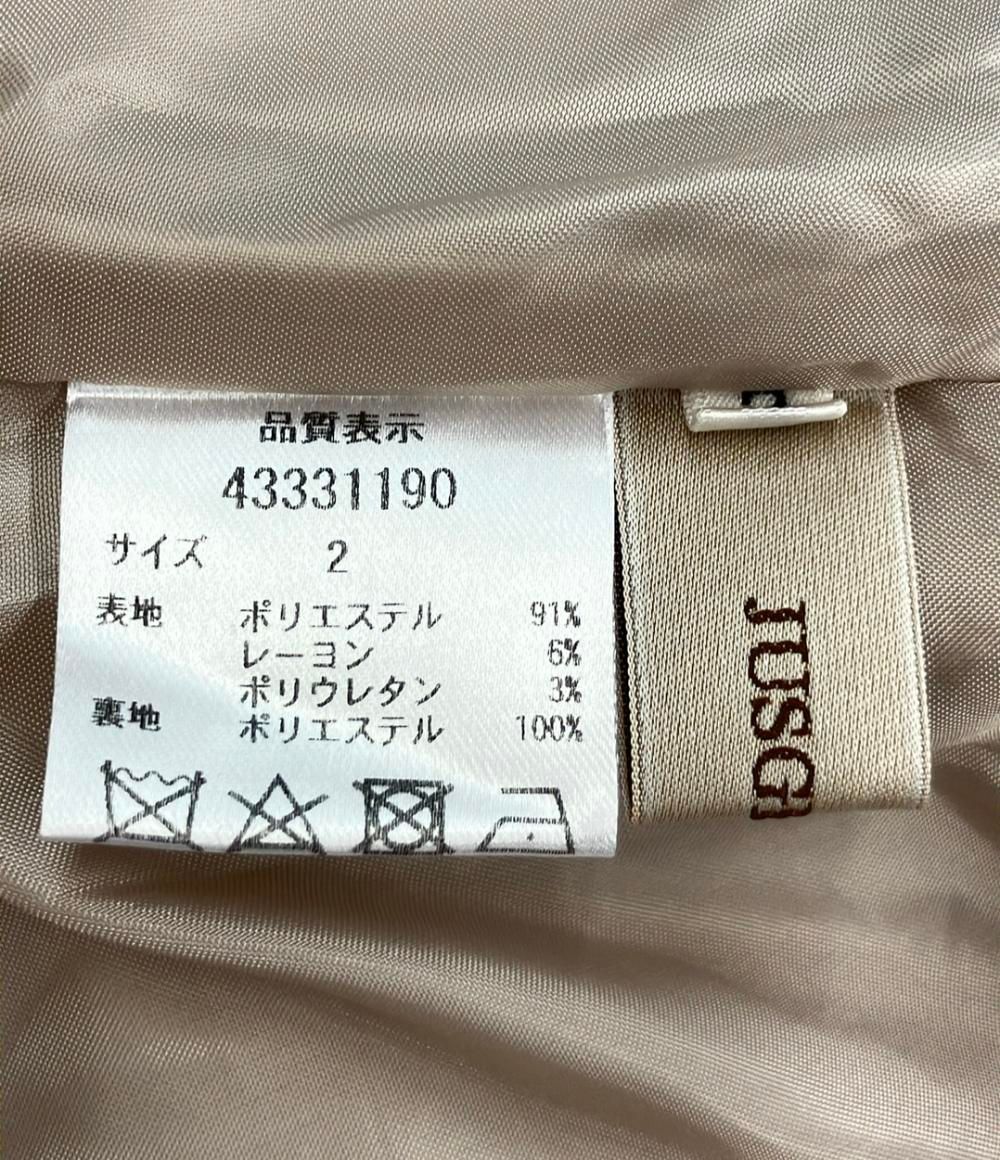 品質表示
43331190
サイズ 2
表地 ポリエステル 91%
レーヨン 6%
ポリウレタン 3%
裏地 ポリエステル 100%
JUSG